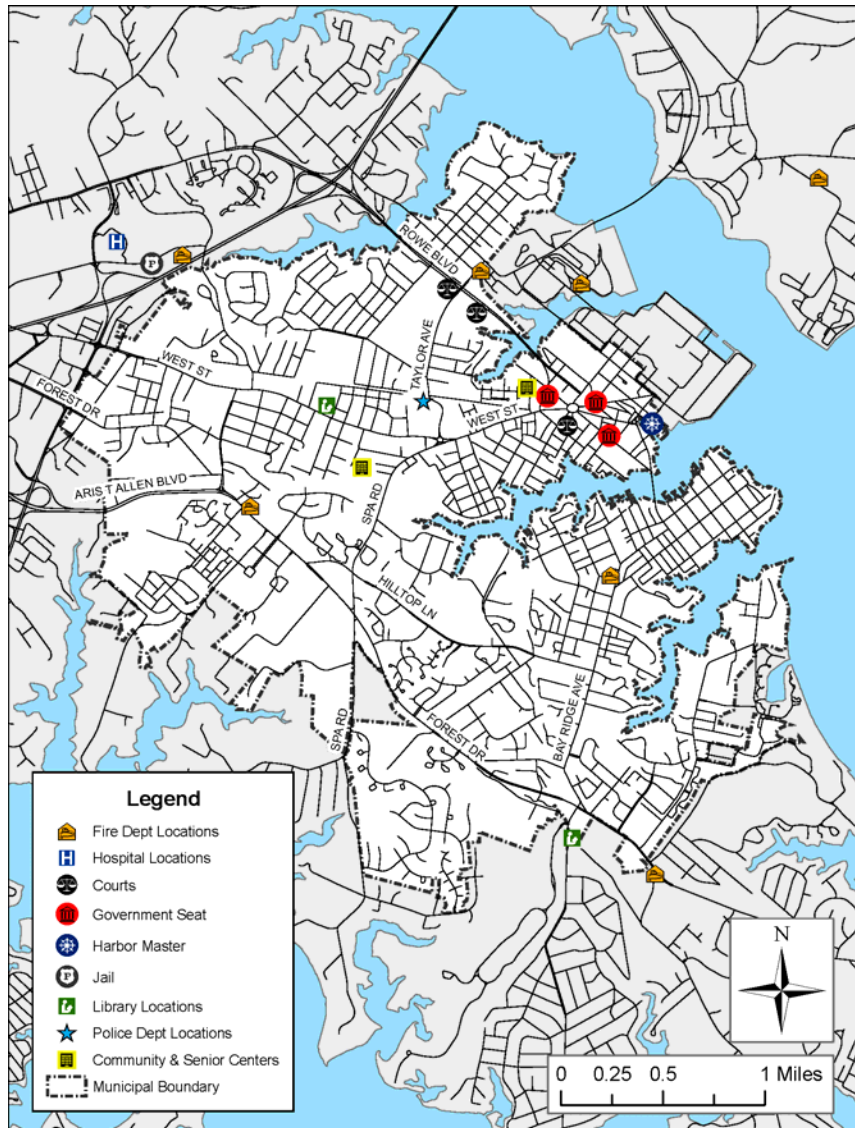 ROWE BLVD
TAYLOR AVE
WEST ST
FOREST DR
WEST ST
ARIS T ALLEN BLVD
SPA RD
HILLTOP LN
SPA RD
FOREST DR
BAY RIDGE AVE
H
P
Legend
Fire Dept Locations
H Hospital Locations
Courts
Government Seat
Harbor Master
P Jail
Library Locations
Police Dept Locations
Community & Senior Centers
Municipal Boundary
N
0 0.25 0.5 1 Miles